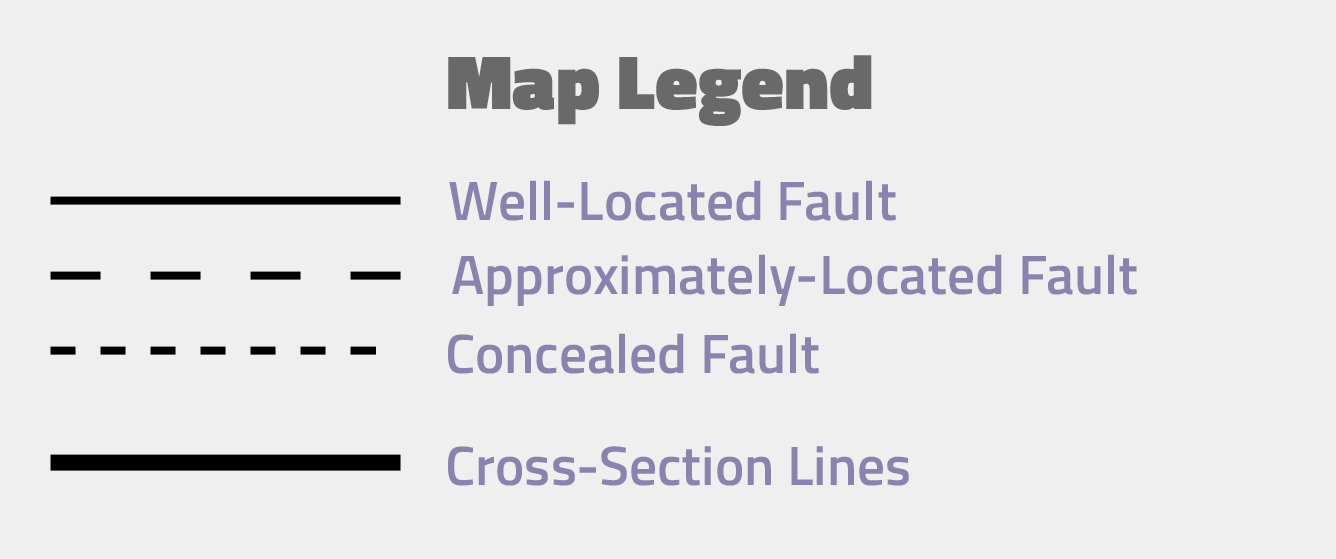 Map Legend
Well-Located Fault
Approximately-Located Fault
Concealed Fault
Cross-Section Lines